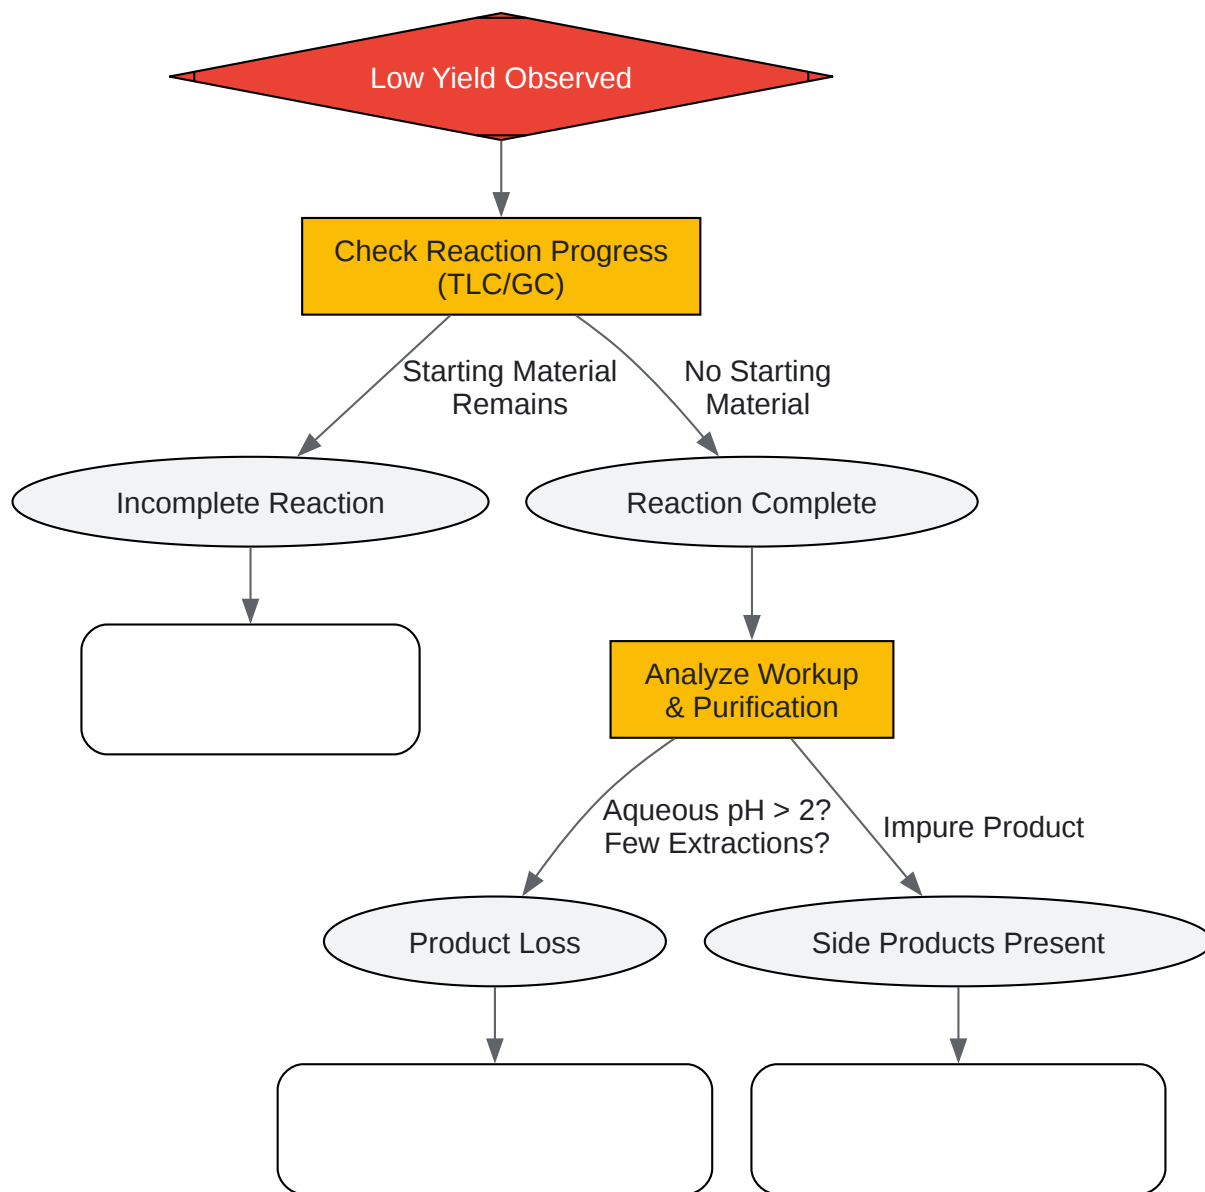 Low Yield Observed
Check Reaction Progress
(TLC/GC)
Starting Material
Remains
No Starting
Material
Incomplete Reaction
Reaction Complete
Analyze Workup
& Purification
Aqueous pH > 2?
Few Extractions?
Impure Product
Product Loss
Side Products Present